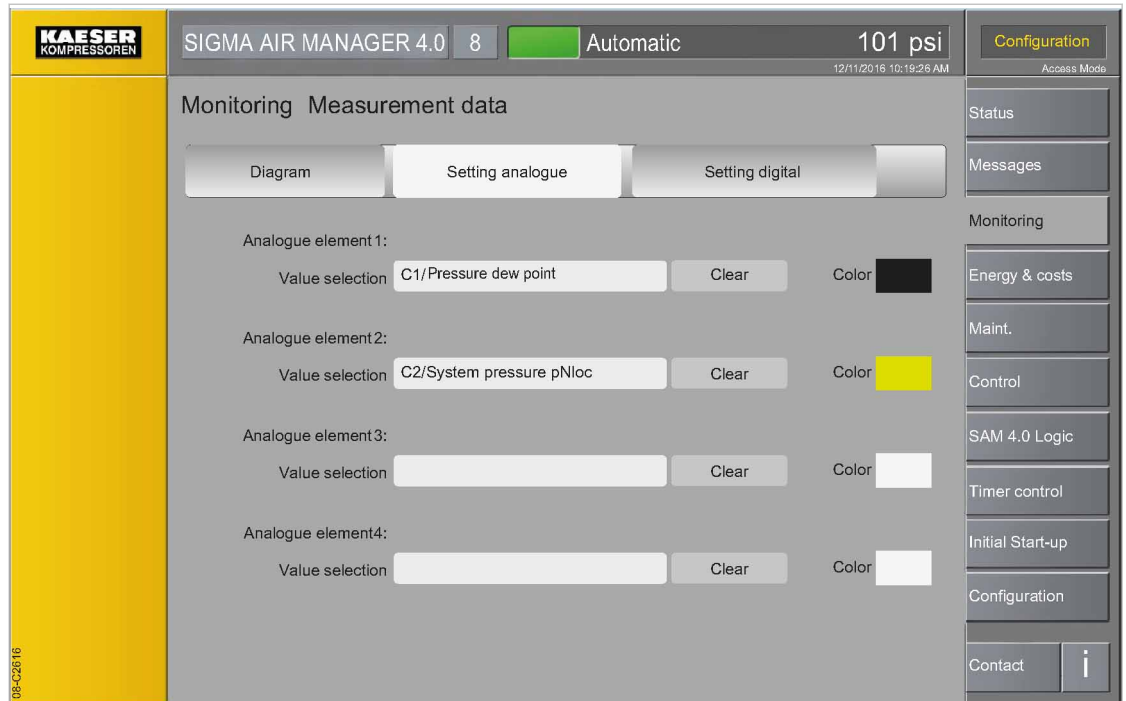 KAESER
KOMPRESSOREN
SIGMA AIR MANAGER 4.0 8 Automatic 101 psi
12/11/2016 10:19:26 AM
Configuration
Access Mode
Monitoring Measurement data
Diagram Setting analogue Setting digital
Analogue element 1:
Value selection C1/Pressure dew point Clear Color
Analogue element 2:
Value selection C2/System pressure pNloc Clear Color
Analogue element 3:
Value selection Clear Color
Analogue element4:
Value selection Clear Color
Status
Messages
Monitoring
Energy & costs
Maint.
Control
SAM 4.0 Logic
Timer control
Initial Start-up
Configuration
Contact i
08-C2616